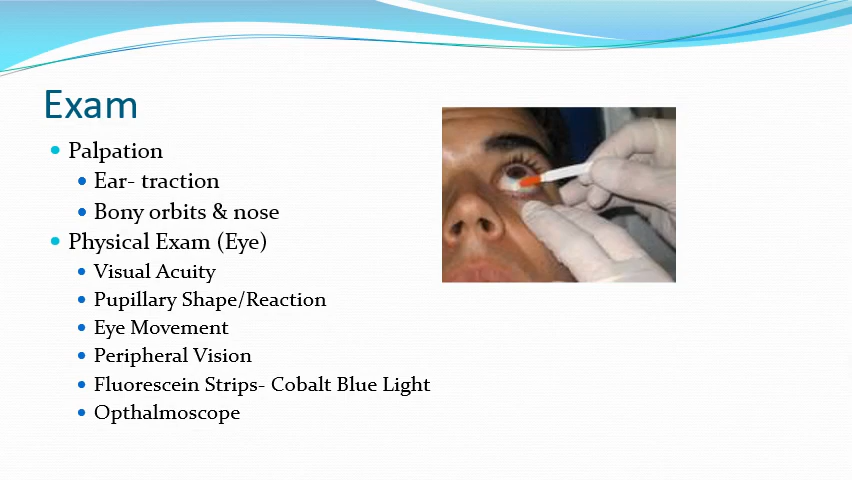 Exam
Palpation
Ear- traction
Bony orbits & nose
Physical Exam (Eye)
Visual Acuity
Pupillary Shape/Reaction
Eye Movement
Peripheral Vision
Fluorescein Strips- Cobalt Blue Light
Opthalmoscope